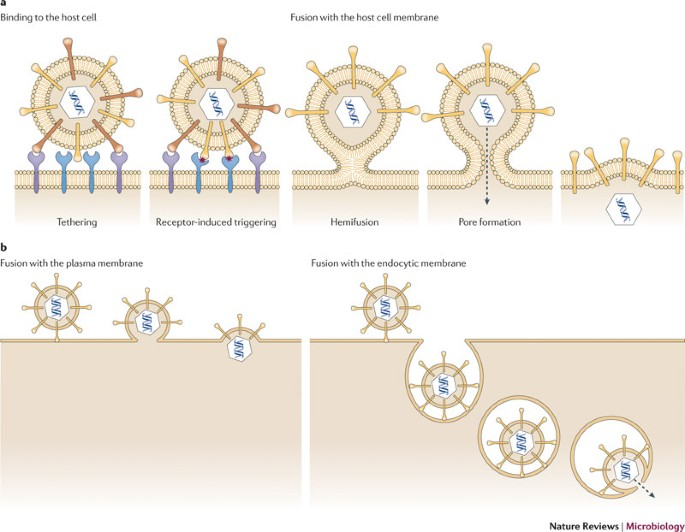 a
Binding to the host cell
Fusion with the host cell membrane
Tethering
Receptor-induced triggering
Hemifusion
Pore formation
b
Fusion with the plasma membrane
Fusion with the endocytic membrane
Nature Reviews | Microbiology